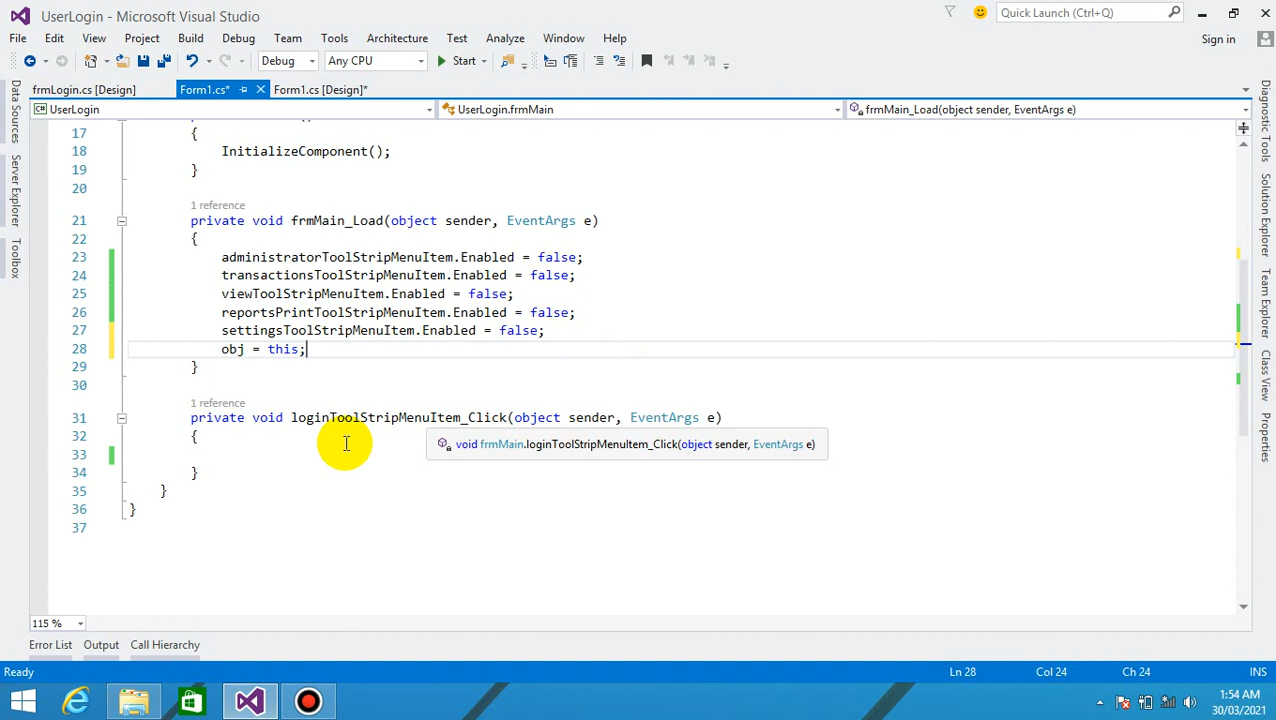 UserLogin - Microsoft Visual Studio
Quick Launch (Ctrl+Q)
File Edit View Project Build Debug Team Tools Architecture Test Analyze Window Help
Sign in
Debug Any CPU Start
frmLogin.cs [Design] Form1.cs* Form1.cs [Design]*
UserLogin UserLogin.frmMain frmMain_Load(object sender, EventArgs e)
Data Sources
Server Explorer
Toolbox
17 {
18 InitializeComponent();
19 }
20
1 reference
21 private void frmMain_Load(object sender, EventArgs e)
22 {
23 administratorToolStripMenuItem.Enabled = false;
24 transactionsToolStripMenuItem.Enabled = false;
25 viewToolStripMenuItem.Enabled = false;
26 reportsPrintToolStripMenuItem.Enabled = false;
27 settingsToolStripMenuItem.Enabled = false;
28 obj = this;
29 }
30
1 reference
31 private void loginToolStripMenuItem_Click(object sender, EventArgs e)
32 {
void frmMain.loginToolStripMenuItem_Click(object sender, EventArgs e)
33
34 }
35 }
36 }
37
Diagnostic Tools
Solution Explorer
Team Explorer
Class View
Properties
115 %
Error List Output Call Hierarchy
Ready Ln 28 Col 24 Ch 24 INS
1:54 AM
30/03/2021